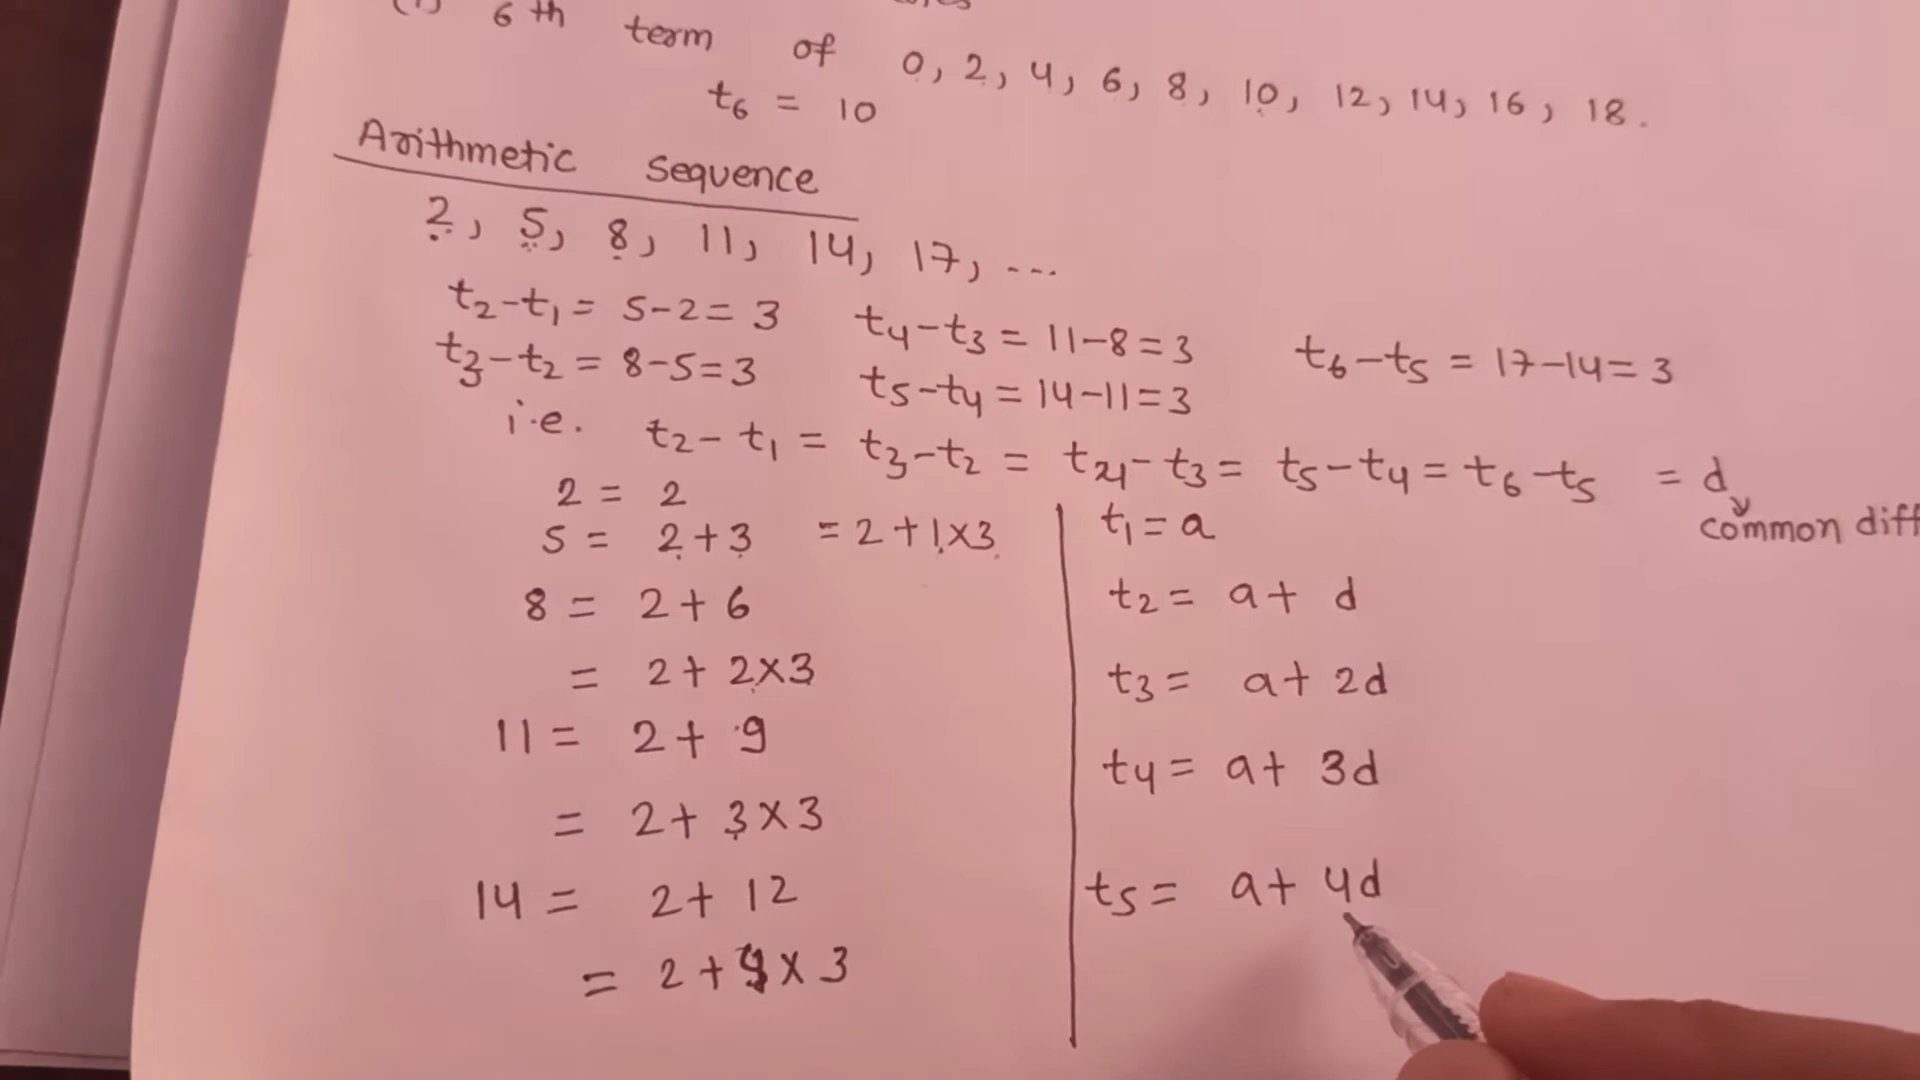 6th term of 0, 2, 4, 6, 8, 10, 12, 14, 16, 18.
t6 = 10
Arithmetic sequence
2, 5, 8, 11, 14, 17, ...
t2-t1 = 5-2 = 3 t4-t3 = 11-8 = 3 t6-t5 = 17-14 = 3
t3-t2 = 8-5 = 3 t5-t4 = 14-11 = 3
i.e. t2-t1 = t3-t2 = t4-t3 = t5-t4 = t6-t5 = d
common diff
2 = 2
5 = 2+3 = 2+1×3
8 = 2+6
= 2+2×3
11 = 2+9
= 2+3×3
14 = 2+12
= 2+4×3
t1 = a
t2 = a+ d
t3 = a+ 2d
t4 = a+ 3d
t5 = a+ 4d